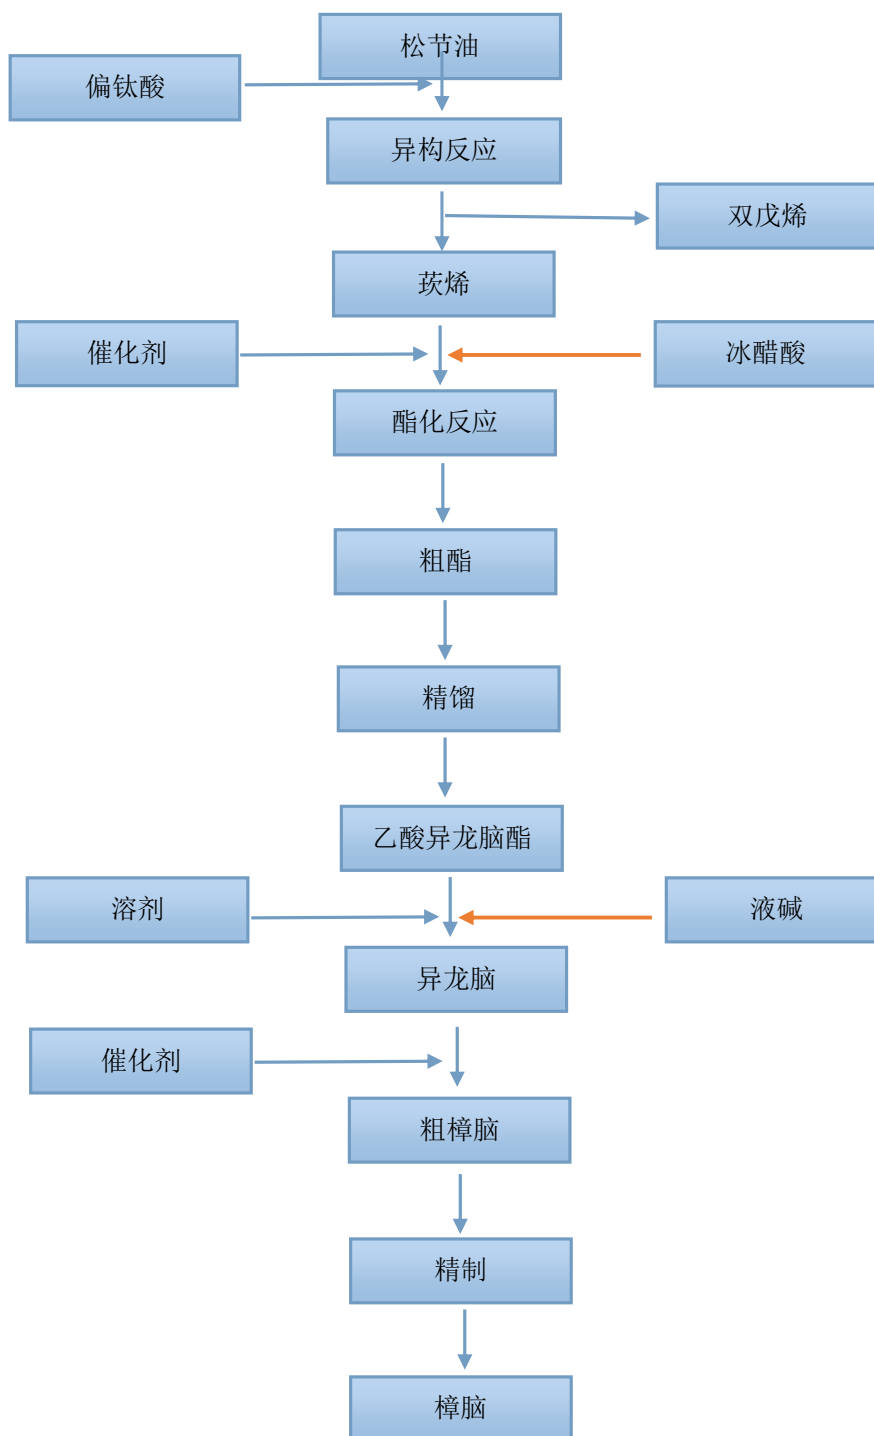 松节油
偏钛酸
异构反应
双戊烯
莰烯
催化剂
冰醋酸
酯化反应
粗酯
精馏
乙酸异龙脑酯
溶剂
液碱
异龙脑
催化剂
粗樟脑
精制
樟脑